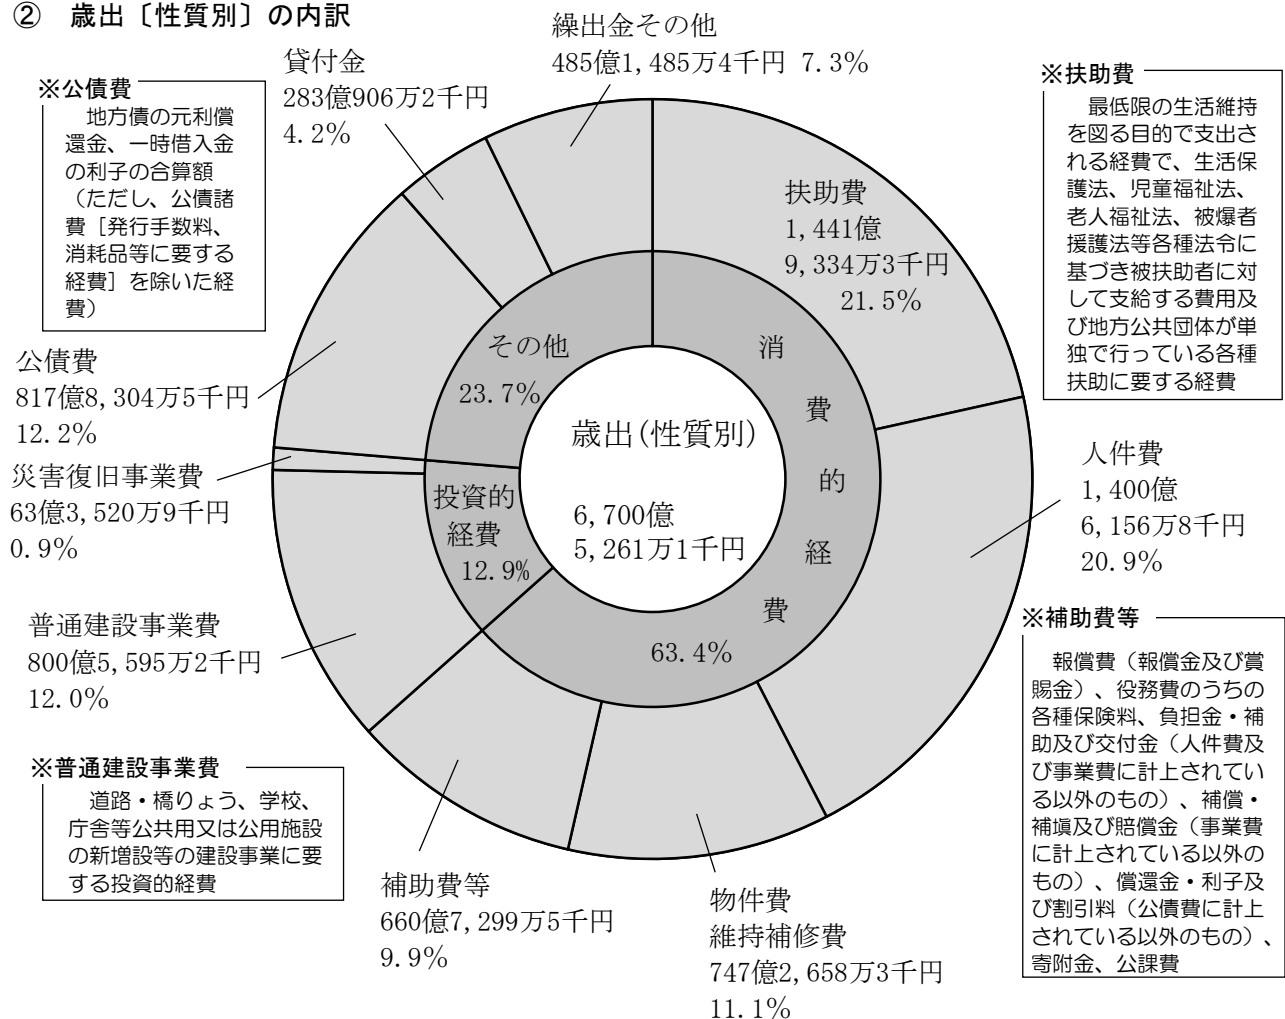 ② 歳出〔性質別〕の内訳
繰出金その他
485億1,485万4千円 7.3%
貸付金
283億906万2千円
4.2%
※公債費
地方債の元利償
還金、一時借入金
の利子の合算額
（ただし、公債諸
費［発行手数料、
消耗品等に要する
経費］を除いた経
費）
※扶助費
最低限の生活維持
を図る目的で支出さ
れる経費で、生活保
護法、児童福祉法、
老人福祉法、被爆者
援護法等各種法令に
基づき被扶助者に対
して支給する費用及
び地方公共団体が単
独で行っている各種
扶助に要する経費
扶助費
1,441億
9,334万3千円
21.5%
公債費
817億8,304万5千円
12.2%
その他
23.7%
消費的経費
63.4%
歳出(性質別)
6,700億
5,261万1千円
投資的
経費
12.9%
災害復旧事業費
63億3,520万9千円
0.9%
人件費
1,400億
6,156万8千円
20.9%
普通建設事業費
800億5,595万2千円
12.0%
※普通建設事業費
道路・橋りょう、学校、
庁舎等公共用又は公用施設
の新増設等の建設事業に要
する投資的経費
※補助費等
報償費（報償金及び賞
賜金）、役務費のうちの
各種保険料、負担金・補
助及び交付金（人件費及
び事業費に計上されてい
る以外のもの）、補償・
補塡及び賠償金（事業費
に計上されている以外の
もの）、償還金・利子及
び割引料（公債費に計上
されている以外のもの）、
寄附金、公課費
補助費等
660億7,299万5千円
9.9%
物件費
維持補修費
747億2,658万3千円
11.1%